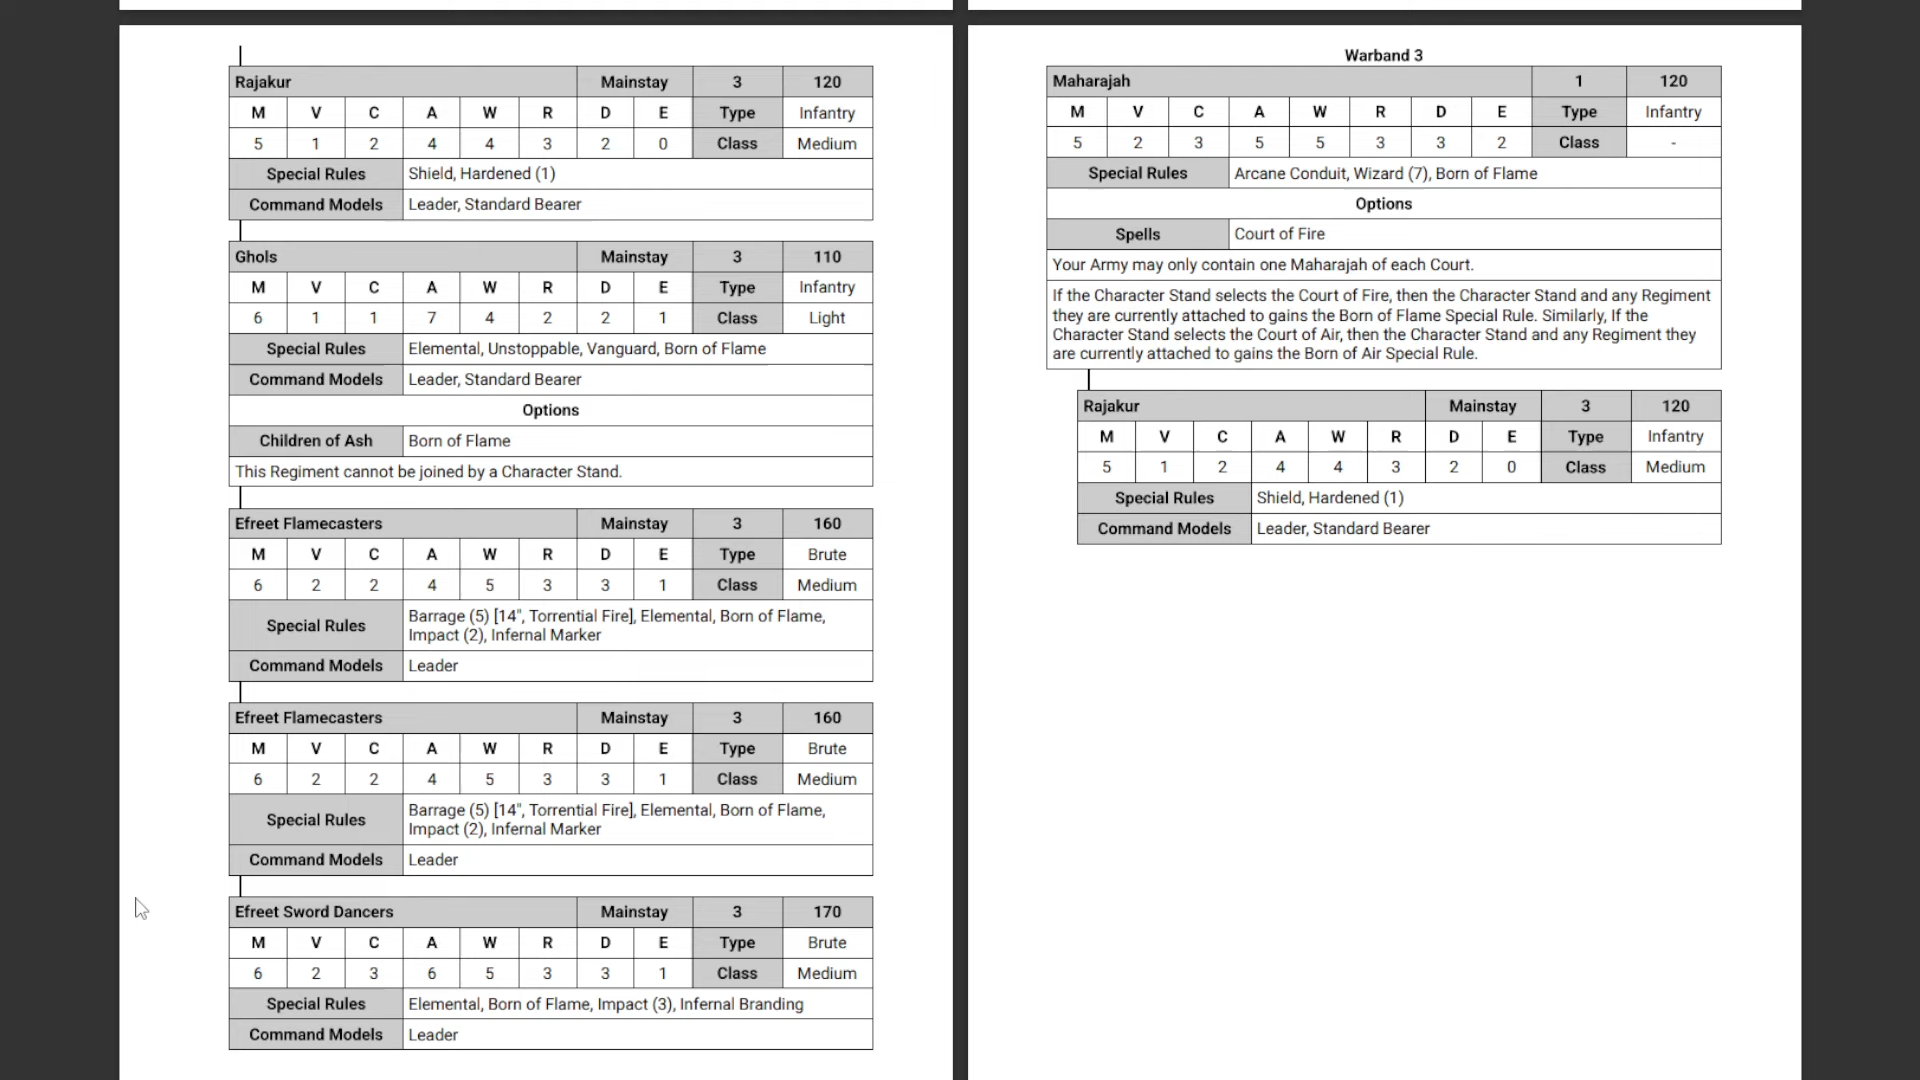 Rajakur Mainstay 3 120
M V C A W R D E Type Infantry
5 1 2 4 4 3 2 0 Class Medium
Special Rules Shield, Hardened (1)
Command Models Leader, Standard Bearer
Ghols Mainstay 3 110
M V C A W R D E Type Infantry
6 1 1 7 4 2 2 1 Class Light
Special Rules Elemental, Unstoppable, Vanguard, Born of Flame
Command Models Leader, Standard Bearer
Options
Children of Ash Born of Flame
This Regiment cannot be joined by a Character Stand.
Efreet Flamecasters Mainstay 3 160
M V C A W R D E Type Brute
6 2 2 4 5 3 3 1 Class Medium
Special Rules Barrage (5) [14", Torrential Fire], Elemental, Born of Flame,
Impact (2), Infernal Marker
Command Models Leader
Efreet Flamecasters Mainstay 3 160
M V C A W R D E Type Brute
6 2 2 4 5 3 3 1 Class Medium
Special Rules Barrage (5) [14", Torrential Fire], Elemental, Born of Flame,
Impact (2), Infernal Marker
Command Models Leader
Efreet Sword Dancers Mainstay 3 170
M V C A W R D E Type Brute
6 2 3 6 5 3 3 1 Class Medium
Special Rules Elemental, Born of Flame, Impact (3), Infernal Branding
Command Models Leader
Warband 3
Maharajah 1 120
M V C A W R D E Type Infantry
5 2 3 5 5 3 3 2 Class -
Special Rules Arcane Conduit, Wizard (7), Born of Flame
Options
Spells Court of Fire
Your Army may only contain one Maharajah of each Court.
If the Character Stand selects the Court of Fire, then the Character Stand and any Regiment
they are currently attached to gains the Born of Flame Special Rule. Similarly, If the
Character Stand selects the Court of Air, then the Character Stand and any Regiment they
are currently attached to gains the Born of Air Special Rule.
Rajakur Mainstay 3 120
M V C A W R D E Type Infantry
5 1 2 4 4 3 2 0 Class Medium
Special Rules Shield, Hardened (1)
Command Models Leader, Standard Bearer